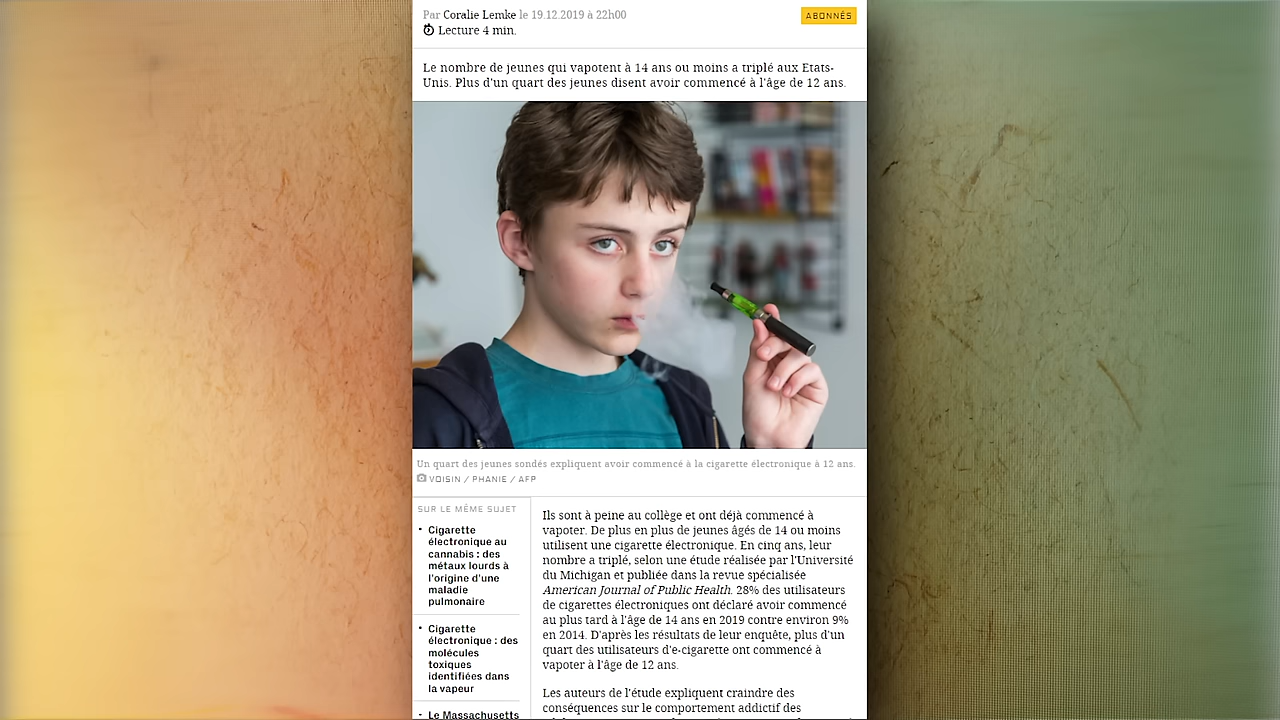 Par Coralie Lemke le 19.12.2019 à 22h00
ABONNÉS
Lecture 4 min.
Le nombre de jeunes qui vapotent à 14 ans ou moins a triplé aux Etats-
Unis. Plus d'un quart des jeunes disent avoir commencé à l'âge de 12 ans.
Un quart des jeunes sondés expliquent avoir commencé à la cigarette électronique à 12 ans.
VOISIN / PHANIE / AFP
SUR LE MÊME SUJET
• Cigarette
électronique au
cannabis : des
métaux lourds à
l'origine d'une
maladie
pulmonaire
• Cigarette
électronique : des
molécules
toxiques
identifiées dans
la vapeur
• Le Massachusetts
Ils sont à peine au collège et ont déjà commencé à
vapoter. De plus en plus de jeunes âgés de 14 ou moins
utilisent une cigarette électronique. En cinq ans, leur
nombre a triplé, selon une étude réalisée par l'Université
du Michigan et publiée dans la revue spécialisée
American Journal of Public Health. 28% des utilisateurs
de cigarettes électroniques ont déclaré avoir commencé
au plus tard à l'âge de 14 ans en 2019 contre environ 9%
en 2014. D'après les résultats de leur enquête, plus d'un
quart des utilisateurs d'e-cigarette ont commencé à
vapoter à l'âge de 12 ans.
Les auteurs de l'étude expliquent craindre des
conséquences sur le comportement addictif des